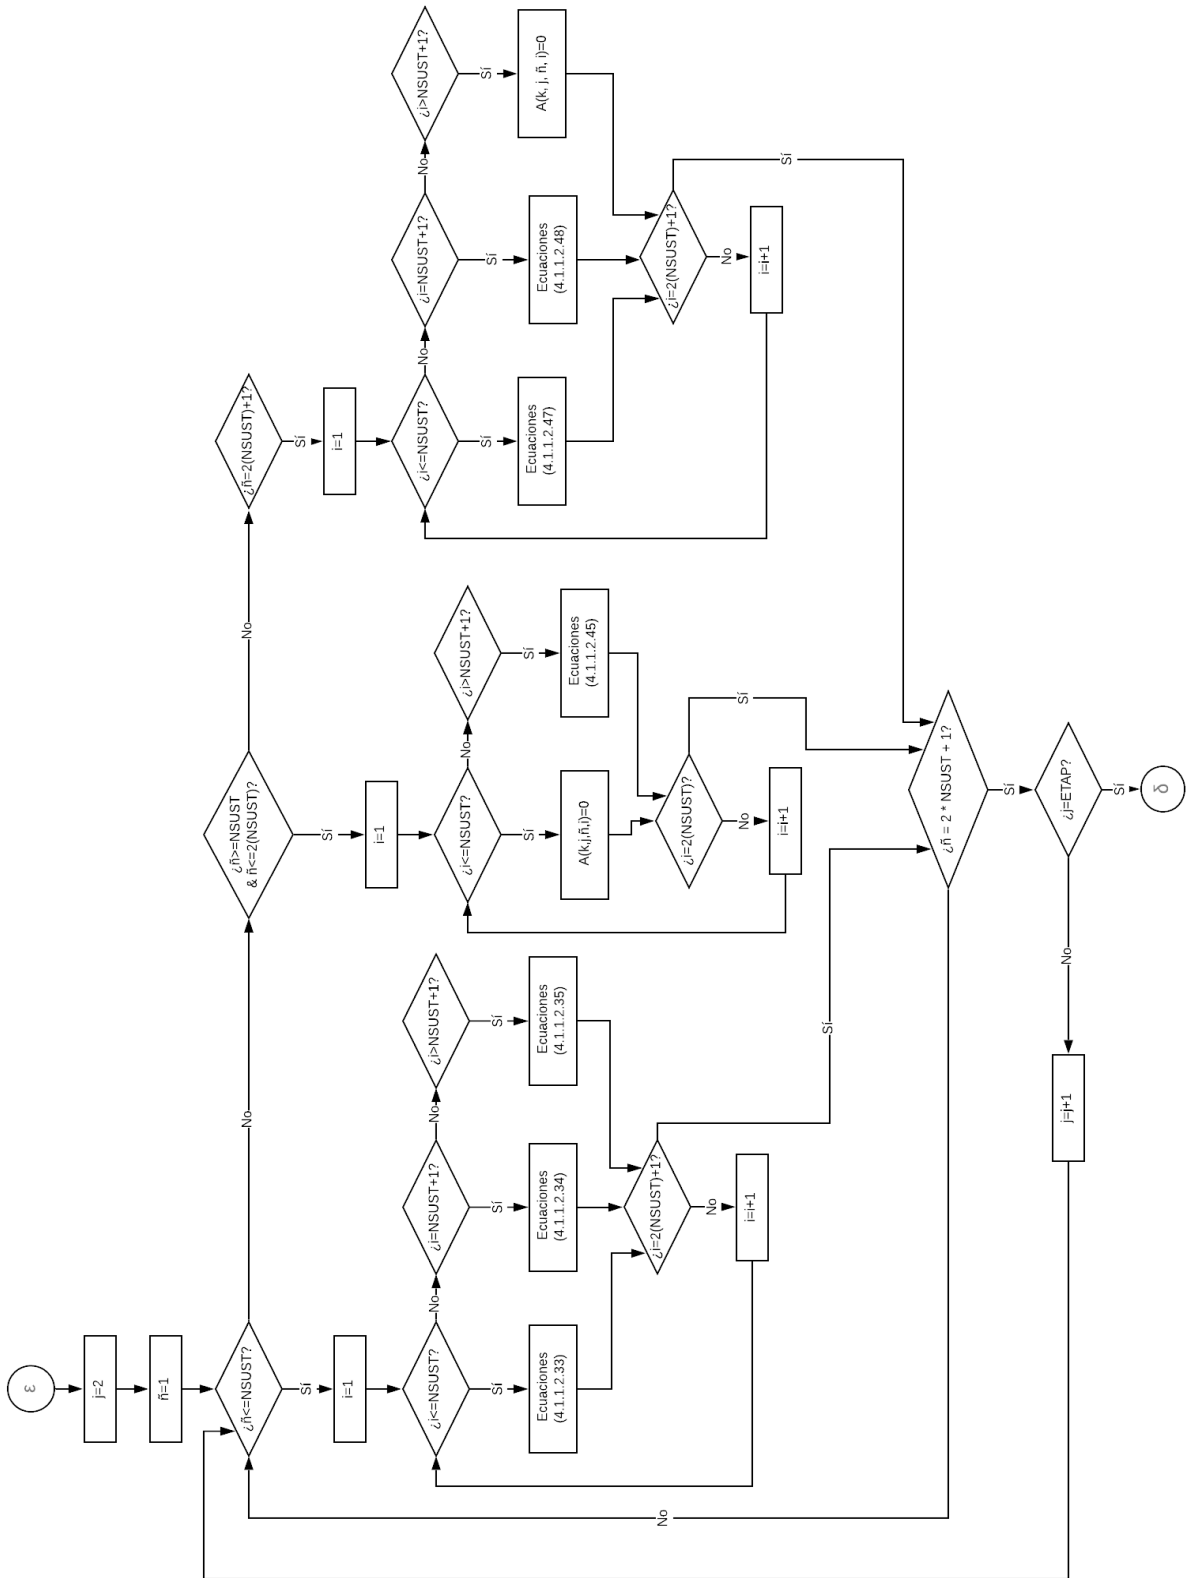 ε
j=2
ñ=1
¿ñ<=NSUST?
Sí
i=1
¿i<=NSUST?
Sí
Ecuaciones
(4.1.1.2.33)
No
¿i=NSUST+1?
Sí
Ecuaciones
(4.1.1.2.34)
No
¿i>NSUST+1?
Sí
Ecuaciones
(4.1.1.2.35)
¿i=2(NSUST)+1?
No
i=i+1
Sí
No
¿ñ>=NSUST
& ñ<=2(NSUST)?
Sí
i=1
¿i<=NSUST?
Sí
A(k,j,ñ,i)=0
No
¿i>NSUST+1?
Sí
Ecuaciones
(4.1.1.2.45)
¿i=2(NSUST)?
No
i=i+1
Sí
No
¿ñ=2(NSUST)+1?
Sí
i=1
¿i<=NSUST?
Sí
Ecuaciones
(4.1.1.2.47)
No
¿i=NSUST+1?
Sí
Ecuaciones
(4.1.1.2.48)
No
¿i>NSUST+1?
Sí
A(k, j, ñ, i)=0
¿i=2(NSUST)+1?
No
i=i+1
Sí
¿ñ = 2 * NSUST + 1?
No
Sí
¿j=ETAP?
No
j=j+1
Sí
δ